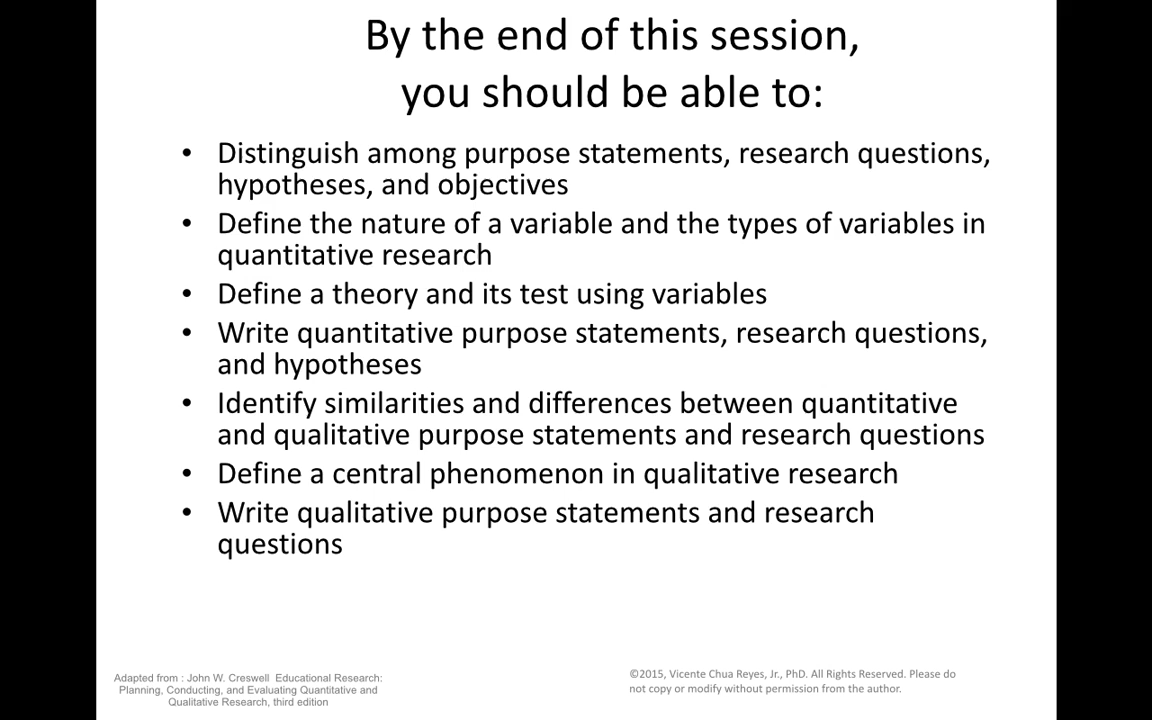 By the end of this session,
you should be able to:
• Distinguish among purpose statements, research questions,
hypotheses, and objectives
• Define the nature of a variable and the types of variables in
quantitative research
• Define a theory and its test using variables
• Write quantitative purpose statements, research questions,
and hypotheses
• Identify similarities and differences between quantitative
and qualitative purpose statements and research questions
• Define a central phenomenon in qualitative research
• Write qualitative purpose statements and research
questions
Adapted from : John W. Creswell Educational Research:
Planning, Conducting, and Evaluating Quantitative and
Qualitative Research, third edition
©2015, Vicente Chua Reyes, Jr., PhD. All Rights Reserved. Please do
not copy or modify without permission from the author.